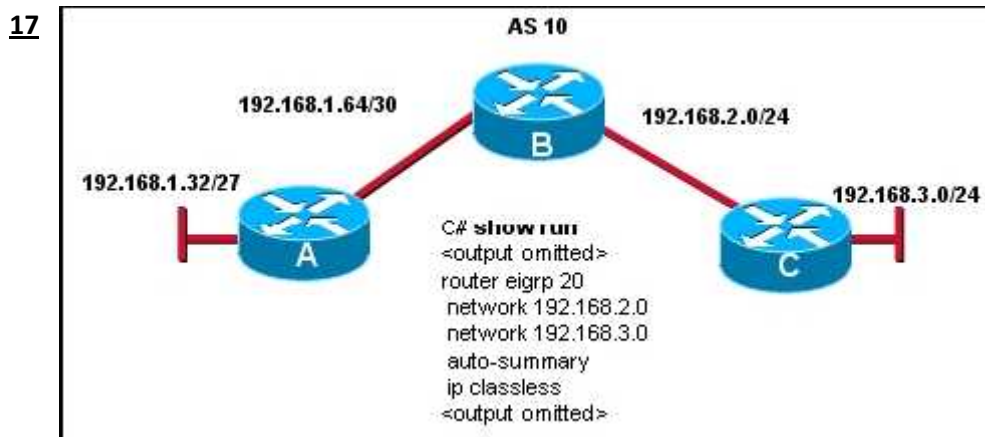 17
AS 10
192.168.1.64/30
192.168.2.0/24
B
192.168.1.32/27
192.168.3.0/24
A
C
C# show run
<output omitted>
router eigrp 20
network 192.168.2.0
network 192.168.3.0
auto-summary
ip classless
<output omitted>